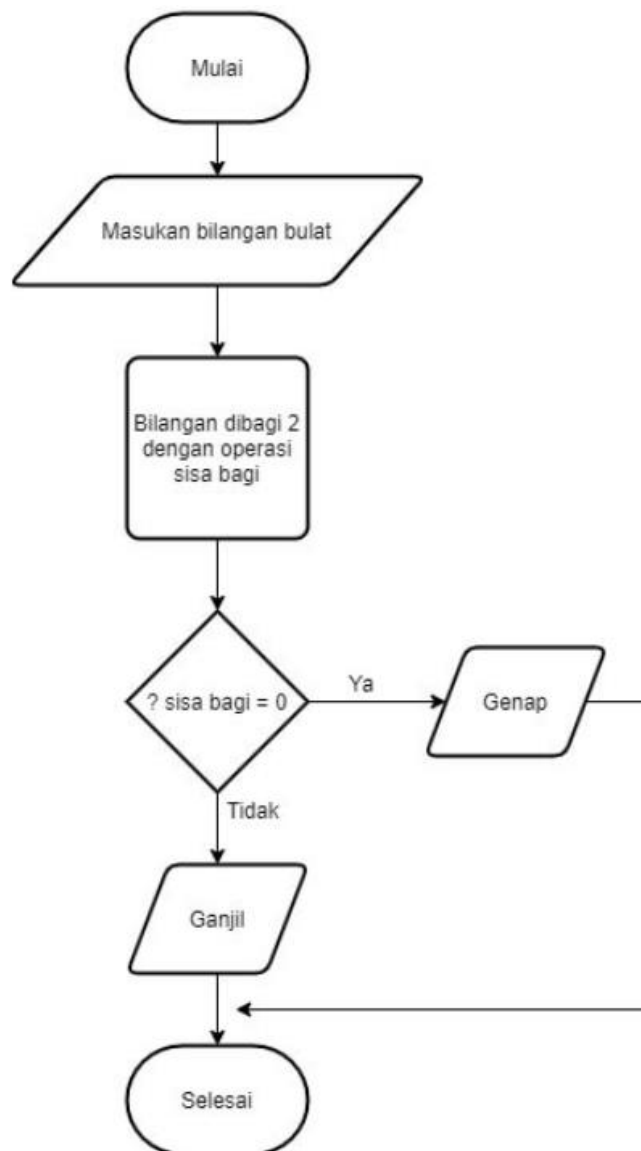 Mulai
Masukan bilangan bulat
Bilangan dibagi 2
dengan operasi
sisa bagi
? sisa bagi = 0
Ya
Genap
Tidak
Ganjil
Selesai